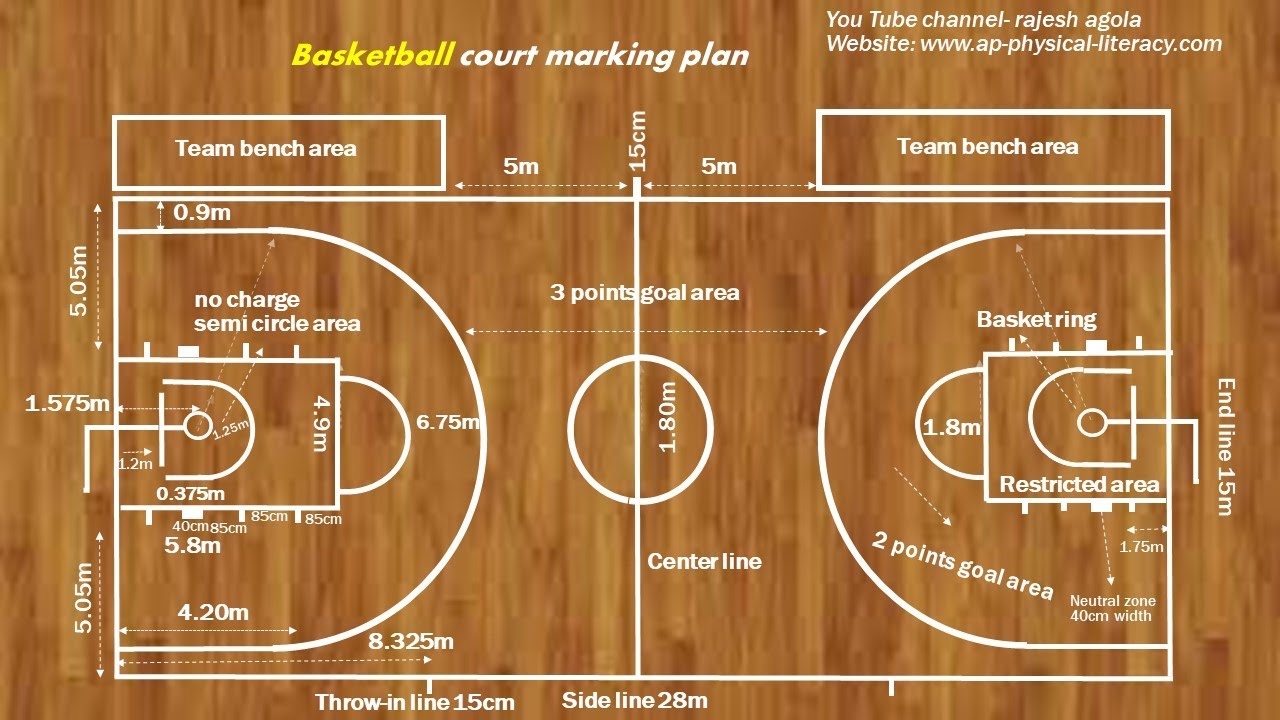 You Tube channel- rajesh agola
Website: www.ap-physical-literacy.com
Basketball court marking plan
Team bench area
5m
15cm
5m
Team bench area
0.9m
5.05m
no charge
semi circle area
3 points goal area
Basket ring
1.575m
4.9m
6.75m
1.80m
1.8m
End line 15m
1.25m
1.2m
0.375m
Restricted area
40cm
85cm
85cm
85cm
5.8m
1.75m
2 points goal area
Center line
5.05m
4.20m
Neutral zone
40cm width
8.325m
Throw-in line 15cm
Side line 28m